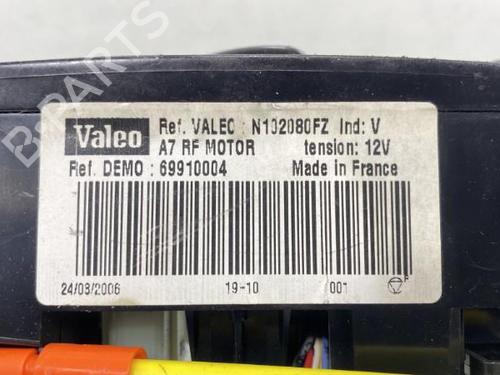 Valeo Ref. VALEO : N102080FZ Ind: V
A7 RF MOTOR tension: 12V
Ref. DEMO : 69910004 Made in France
24/03/2006 19-10 001
B-PARTS